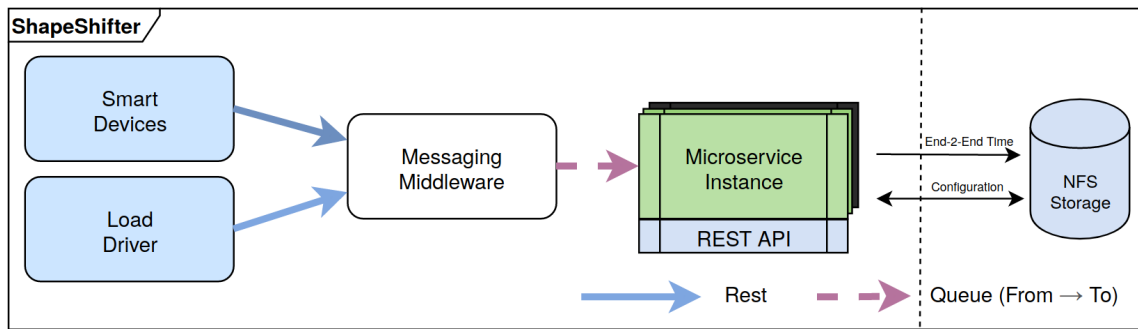 ShapeShifter
Smart
Devices
Load
Driver
Messaging
Middleware
Microservice
Instance
REST API
End-2-End TIme
Configuration
NFS
Storage
Rest
Queue (From → To)